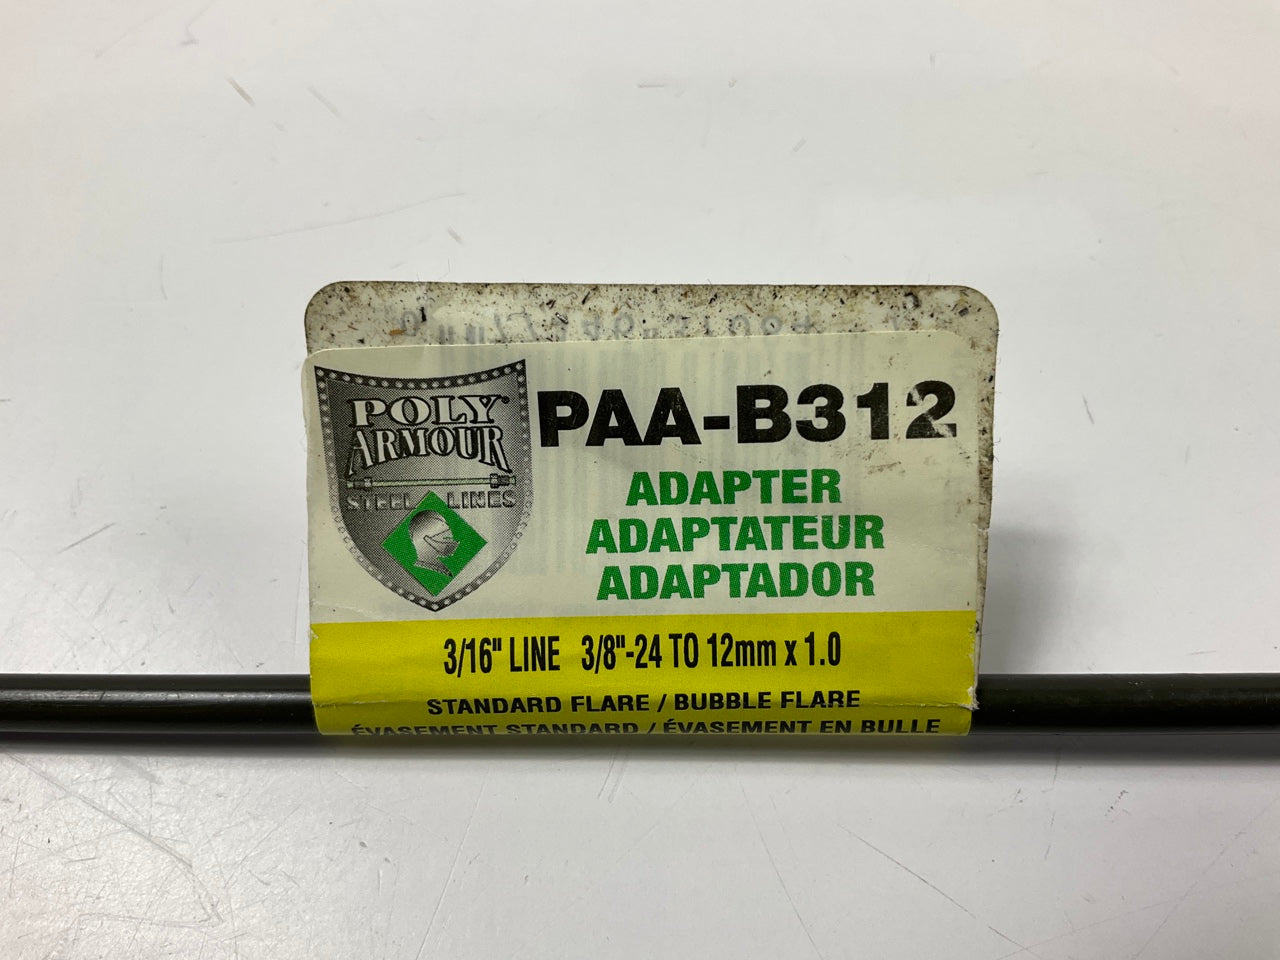 POLY®
ARMOUR
STEEL LINES
PAA-B312
ADAPTER
ADAPTATEUR
ADAPTADOR
3/16" LINE 3/8"-24 TO 12mm x 1.0
STANDARD FLARE / BUBBLE FLARE
ÉVASEMENT STANDARD / ÉVASEMENT EN BULLE